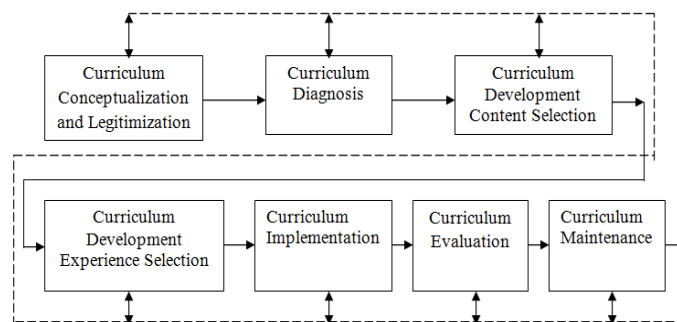 Curriculum
Conceptualization
and Legitimization
Curriculum
Diagnosis
Curriculum
Development
Content Selection
Curriculum
Development
Experience Selection
Curriculum
Implementation
Curriculum
Evaluation
Curriculum
Maintenance